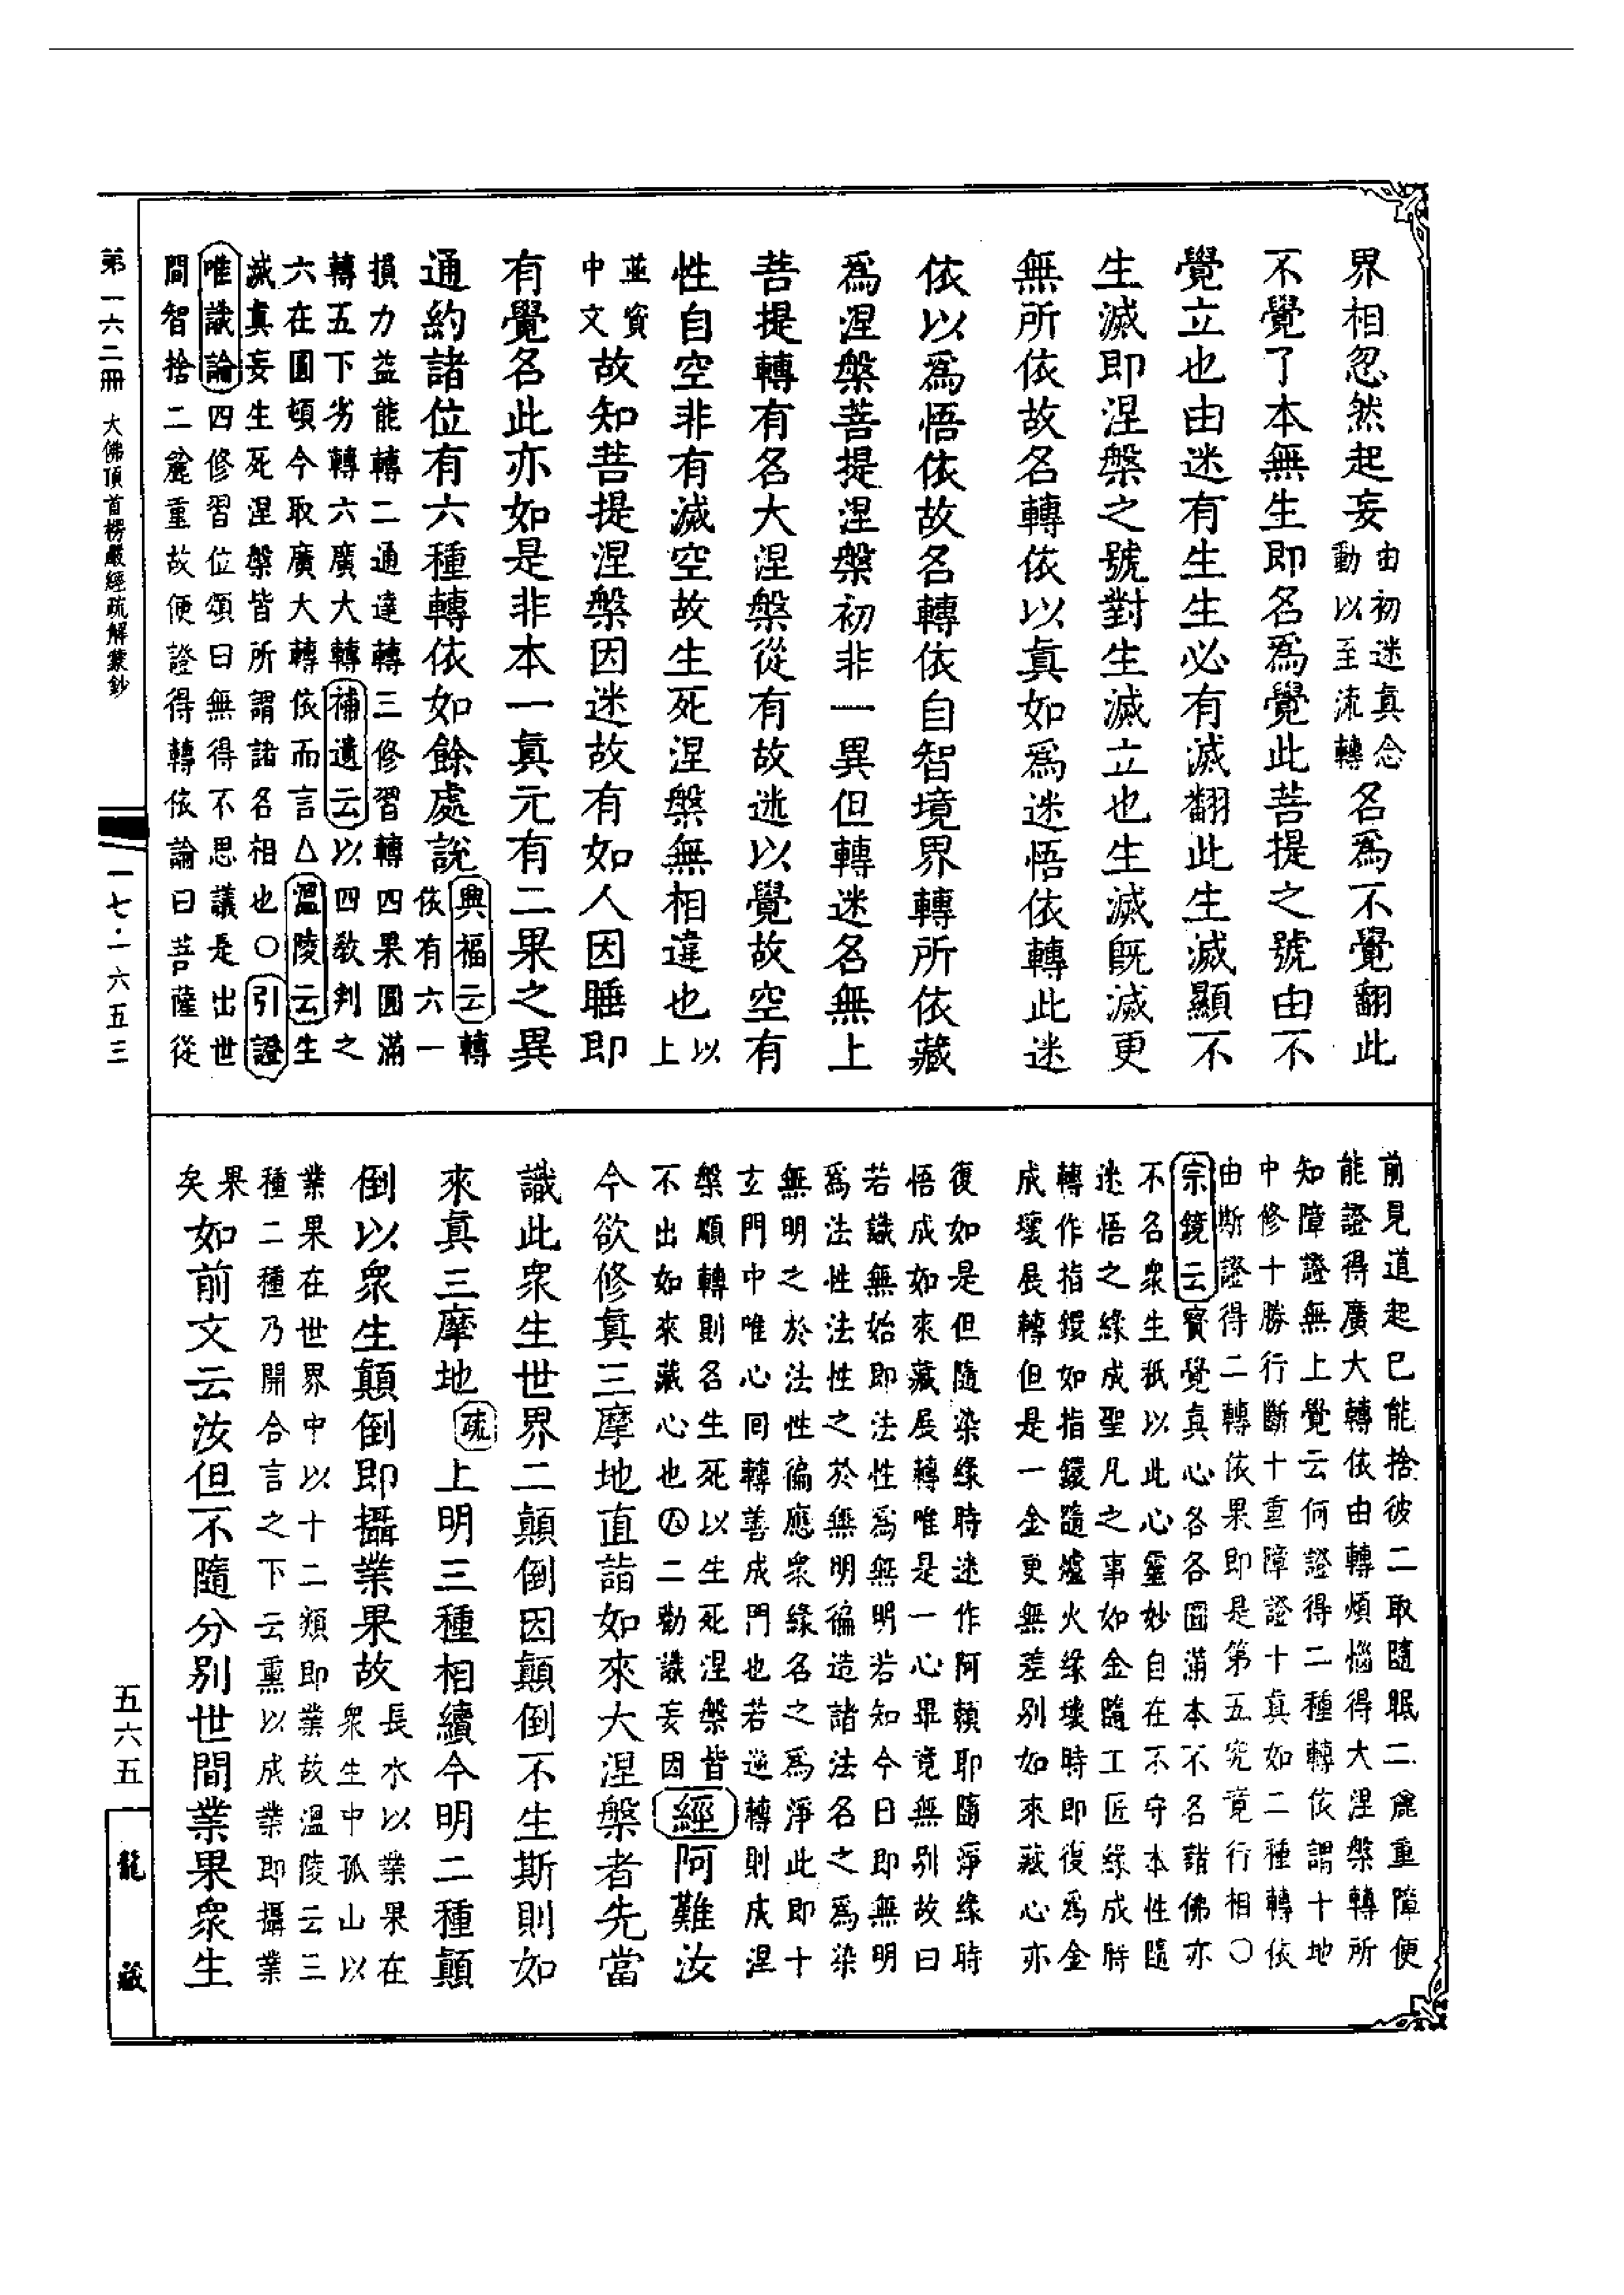 界相忽然起妄由初迷真念動以至流轉名為不覺翻此
不覺了本無生即名為覺此菩提之號由不
覺立也由迷有生生必有滅翻此生滅顯不
生滅即涅槃之號對生滅立也生滅既滅更
無所依故名轉依以真如為迷悟依轉此迷
依以為悟依故名轉依自智境界轉所依藏
為涅槃菩提涅槃初非一異但轉迷名無上
菩提轉有名大涅槃從有故迷以覺故空有
性自空非有滅空故生死涅槃無相違也以上
並資中文故知菩提涅槃因迷故有如人因睡即
有覺名此亦如是非本一真元有二果之異
通約諸位有六種轉依如餘處說興福云轉依有六一
損力益能轉二通達轉三修習轉四果圓滿
轉五下劣轉六廣大轉補遺云以四教判之
六在圓頓今取廣大轉依而言△溫陵云生
滅真妄生死涅槃皆所謂諸名相也○引證
唯識論四修習位頌曰無得不思議是出世
間智捨二麁重故便證得轉依論曰菩薩從
前見道起已能捨彼二取隨眠二麁重障便
能證得廣大轉依由轉煩惱得大涅槃轉所
知障證無上覺云何證得二種轉依謂十地
中修十勝行斷十重障證十真如二種轉依
由斯證得二轉依果即是第五究竟行相○
宗鏡云實覺真心各各圓滿本不名諸佛亦
不名衆生秖以此心靈妙自在不守本性隨
迷悟之緣成聖凡之事如金隨工匠緣成時
轉作指鐶如指鐶隨爐火緣壞時即復為金
成壞展轉但是一金更無差別如來藏心亦
復如是但隨染緣時迷作阿賴耶隨淨緣時
悟成如來藏展轉唯是一心畢竟無別故曰
若識無始即法性為無明若知今日即無明
為法性法性之於無明徧造諸法名之為染
無明之於法性徧應衆緣名之為淨此即十
玄門中唯心回轉善成門也若逆轉則成涅
槃順轉則名生死以生死涅槃皆
不出如來藏心也㊇二勸識妄因經阿難汝
今欲修真三摩地直詣如來大涅槃者先當
識此衆生世界二顛倒因顛倒不生斯則如
來真三摩地疏上明三種相續今明二種顛
倒以衆生顛倒即攝業果故長水以業果在衆生中孤山以
業果在世界中以十二類即業故溫陵云三
種二種乃開合言之下云熏以成業即攝業
果矣如前文云汝但不隨分別世間業果衆生
第一六二冊
大佛頂首楞嚴經疏解蒙鈔
一七·一六五三
五六五
龍藏